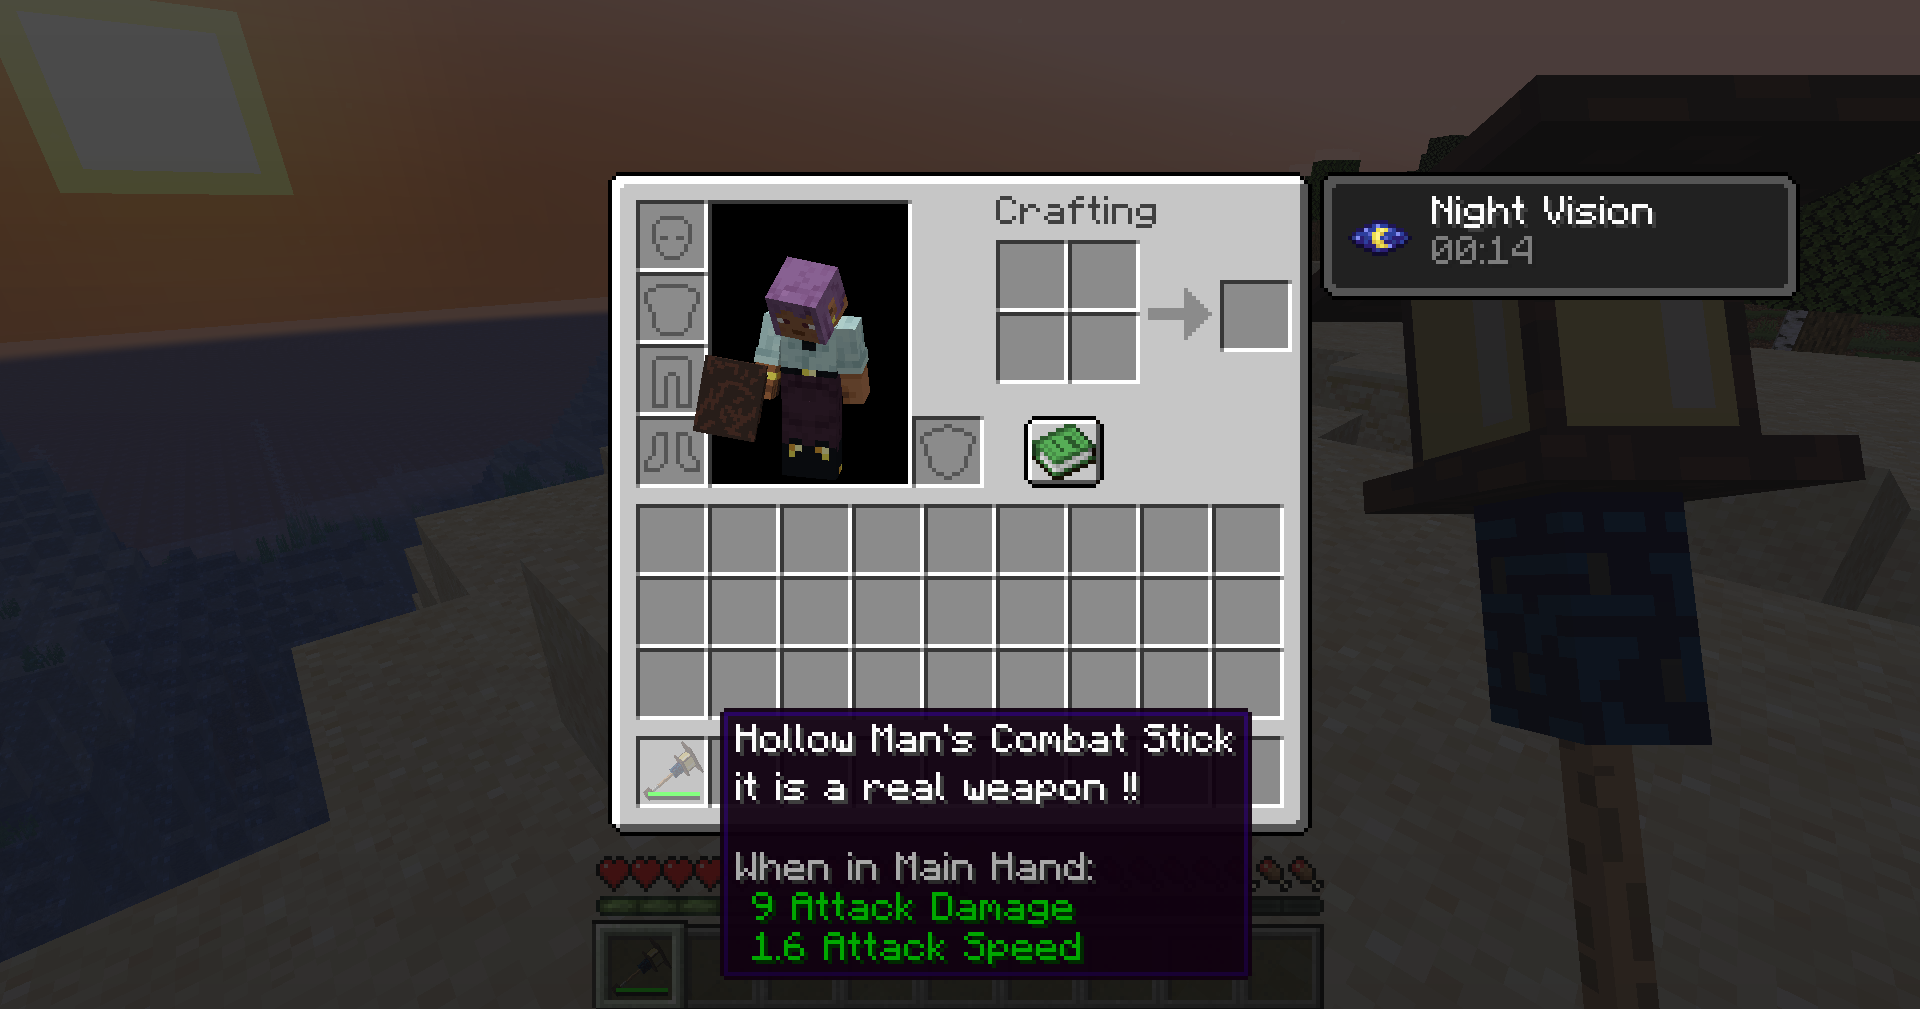 Crafting
Night Vision
00:14
Hollow Man's Combat Stick
it is a real weapon !!
When in Main Hand:
9 Attack Damage
1.6 Attack Speed